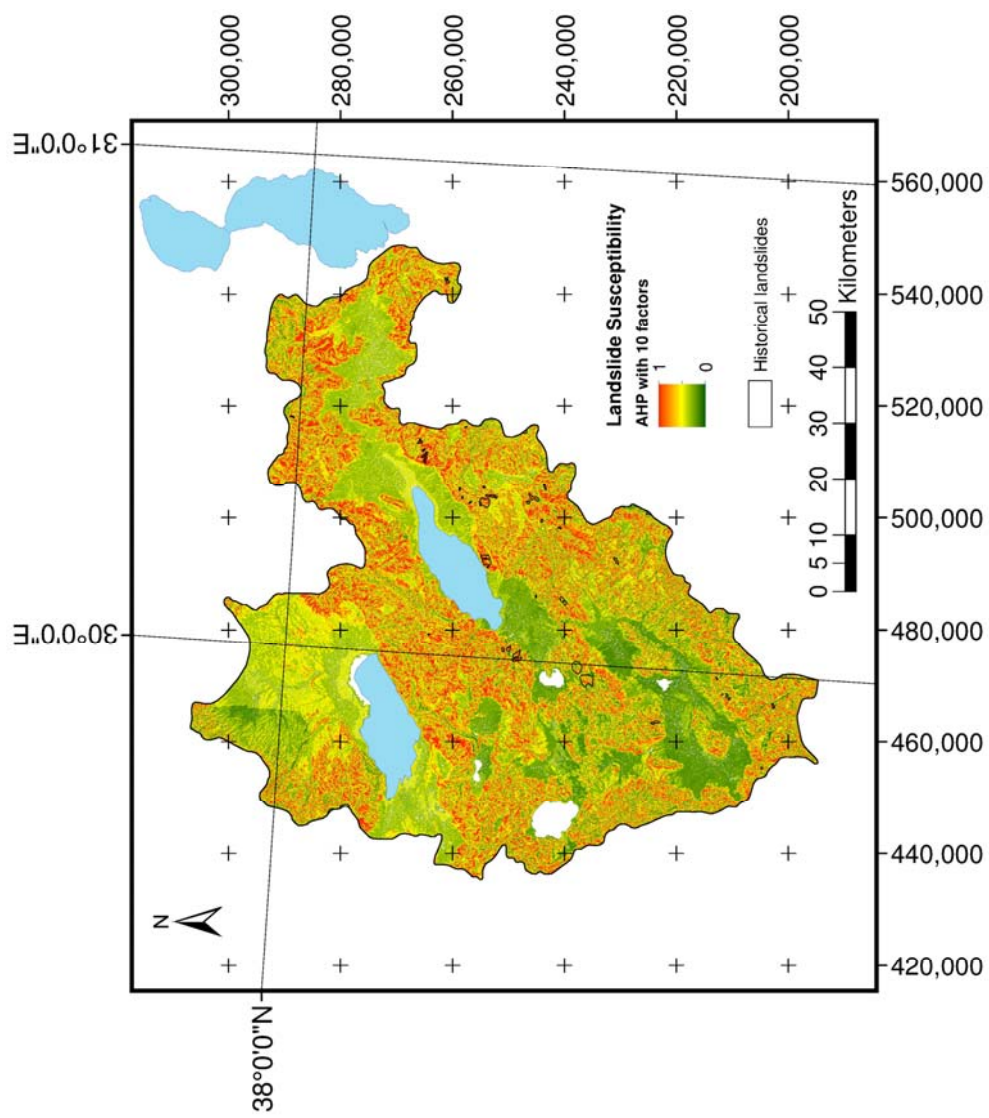 38°0'0"N
30°0'0"E
31°0'0"E
N
300,000
280,000
260,000
240,000
220,000
200,000
Landslide Susceptibility
AHP with 10 factors
1
0
Historical landslides
0 5 10 20 30 40 50
Kilometers
420,000
440,000
460,000
480,000
500,000
520,000
540,000
560,000